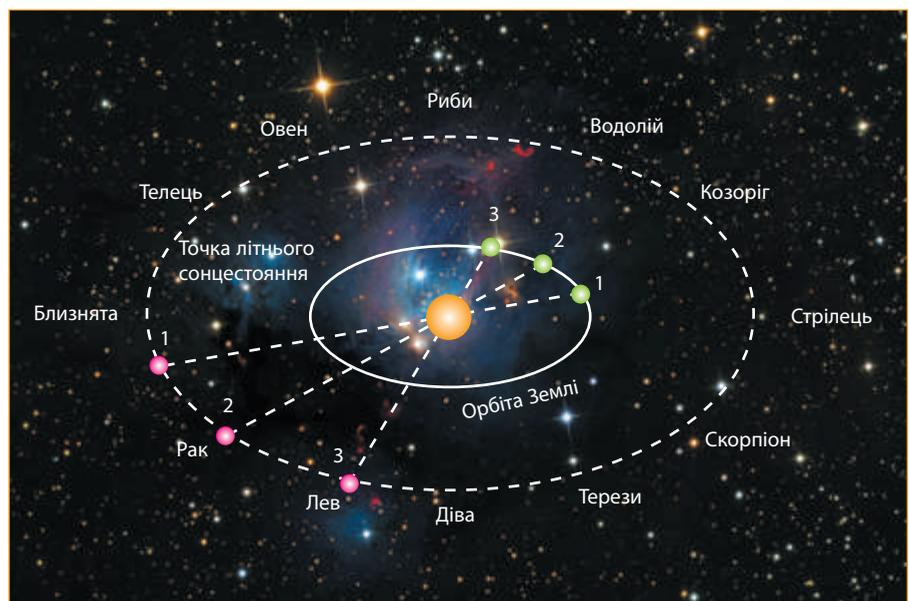 Риби
Овен
Водолій
Телець
Козоріг
3
2
Точка літнього
сонцестояння
1
Близнята
Стрілець
1
Орбіта Землі
2
Рак
Скорпіон
3
Лев
Терези
Діва